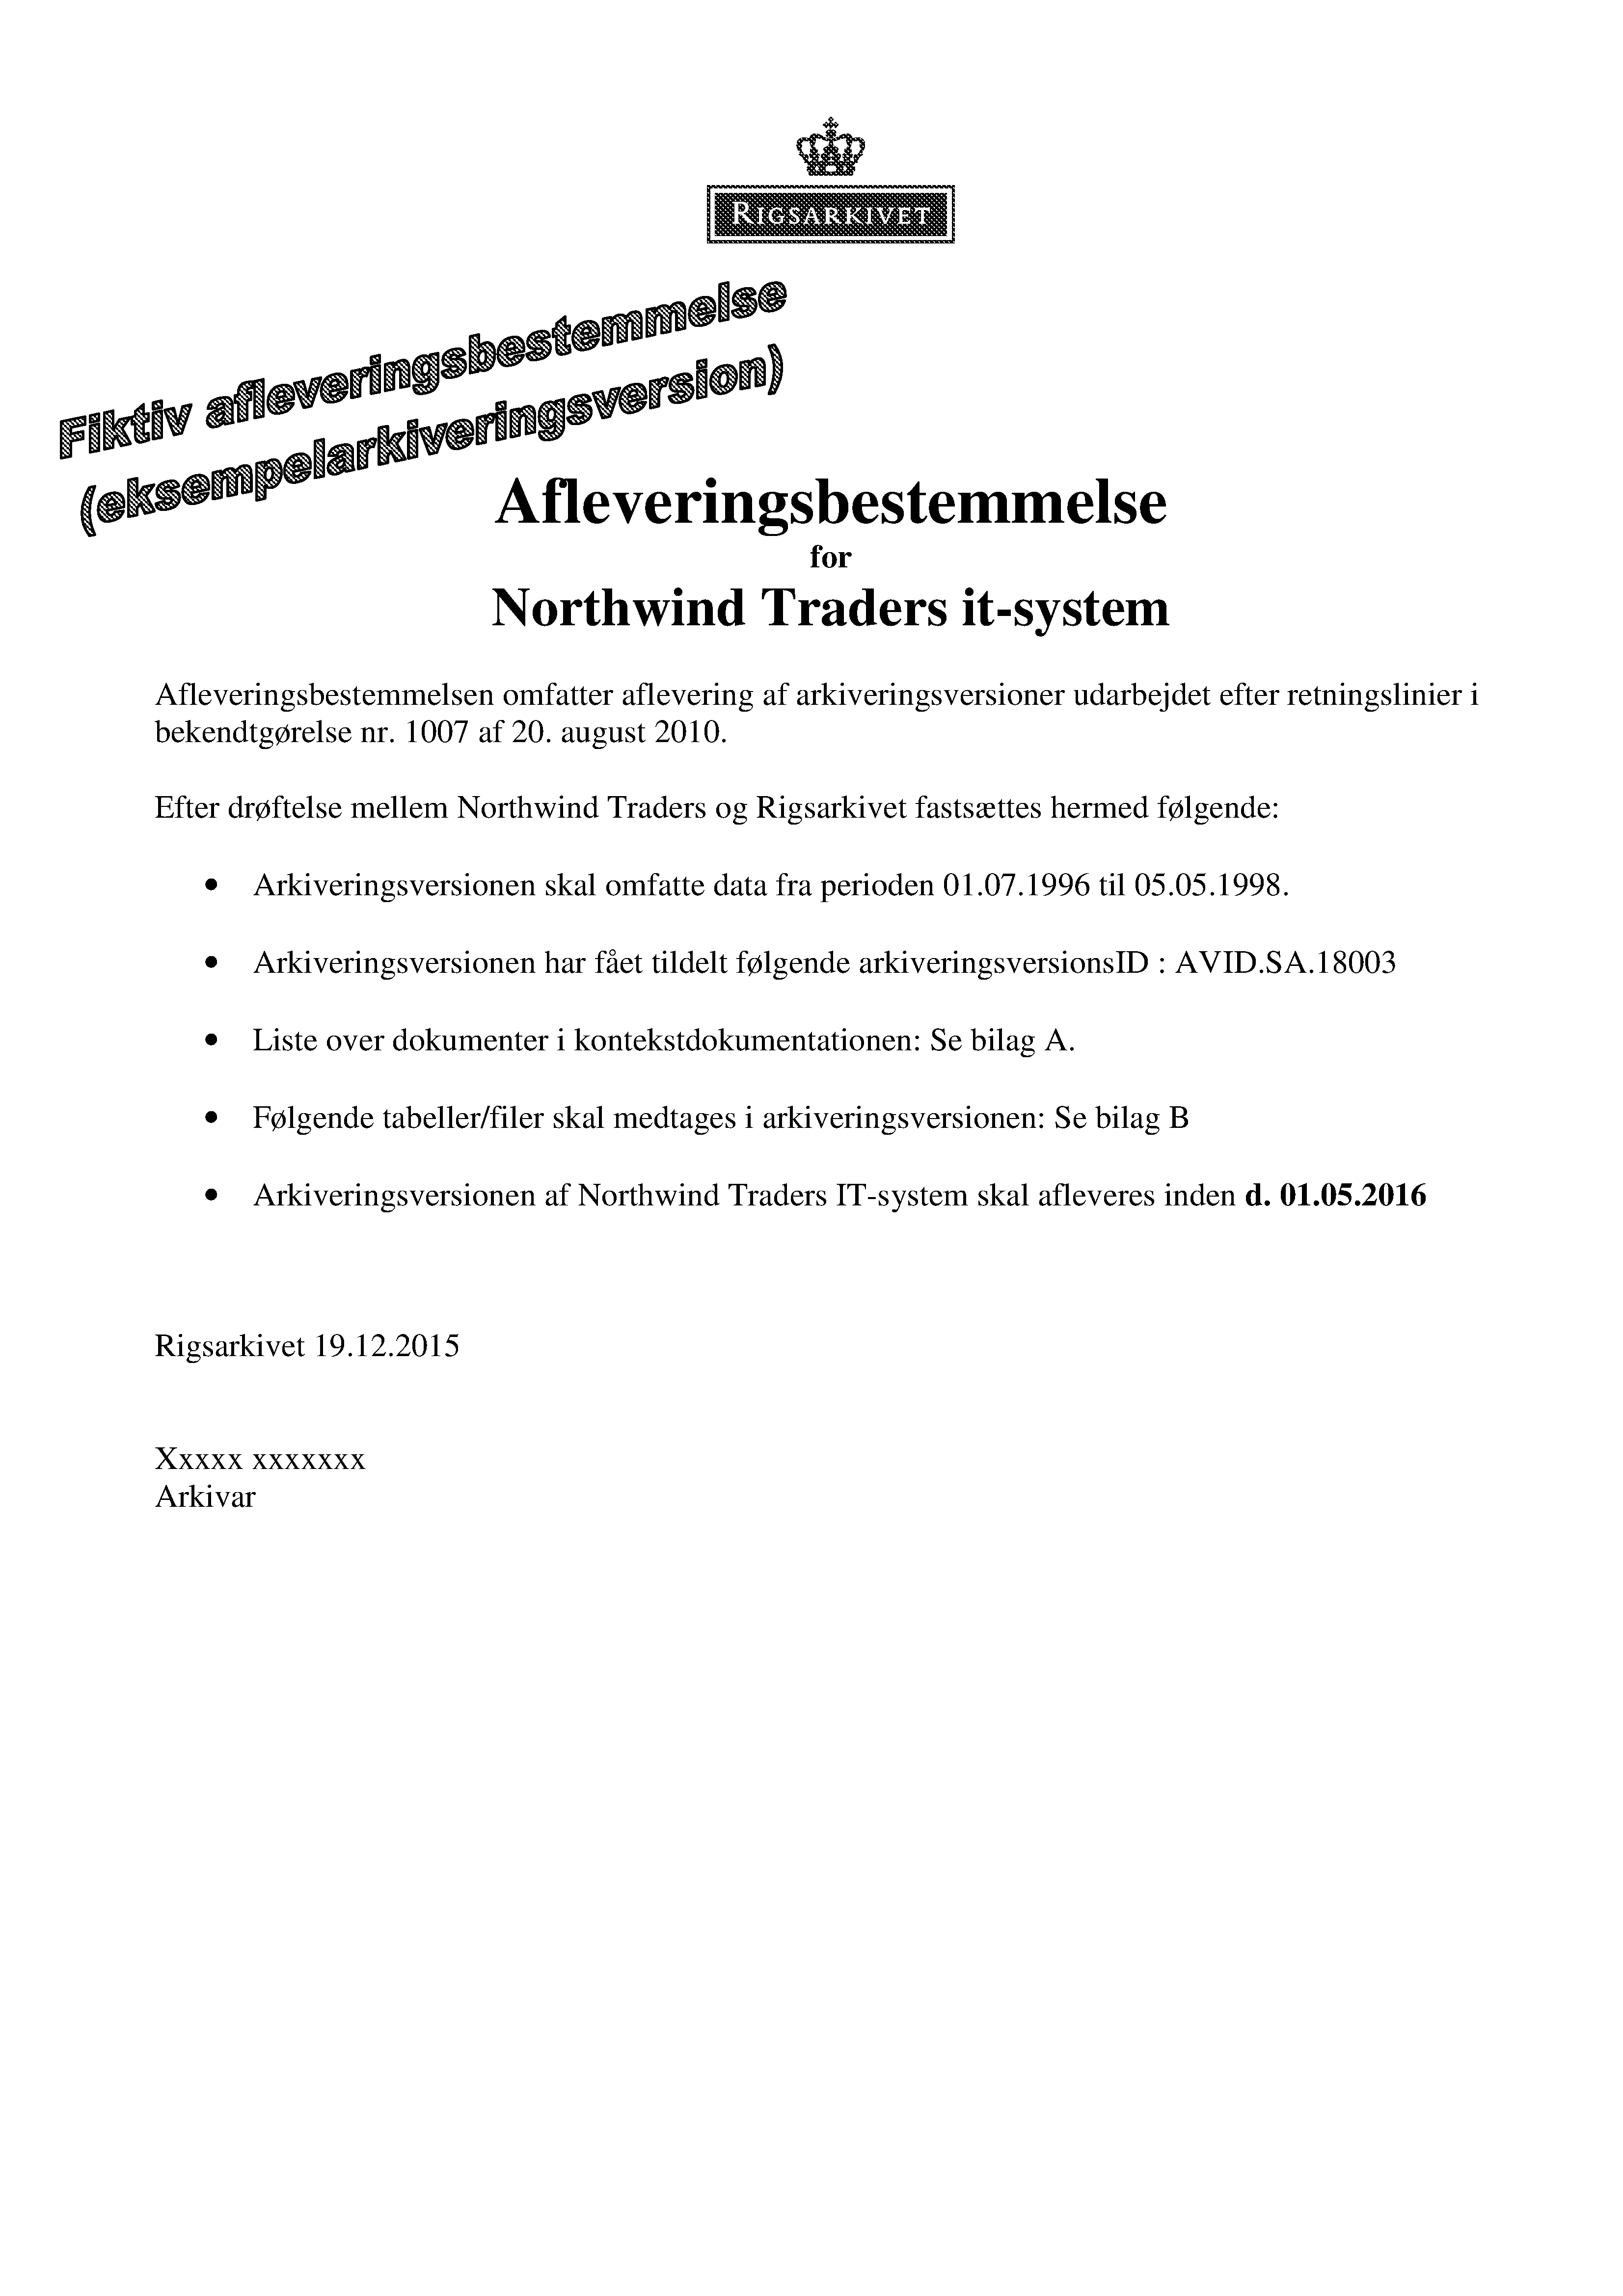 RIGSARKIVET
Fiktiv afleveringsbestemmelse
(eksempelarkiveringsversion)
Afleveringsbestemmelse
for
Northwind Traders it-system
Afleveringsbestemmelsen omfatter aflevering af arkiveringsversioner udarbejdet efter retningslinier i
bekendtgørelse nr. 1007 af 20. august 2010.
Efter drøftelse mellem Northwind Traders og Rigsarkivet fastsættes hermed følgende:
• Arkiveringsversionen skal omfatte data fra perioden 01.07.1996 til 05.05.1998.
• Arkiveringsversionen har fået tildelt følgende arkiveringsversionsID : AVID.SA.18003
• Liste over dokumenter i kontekstdokumentationen: Se bilag A.
• Følgende tabeller/filer skal medtages i arkiveringsversionen: Se bilag B
• Arkiveringsversionen af Northwind Traders IT-system skal afleveres inden d. 01.05.2016
Rigsarkivet 19.12.2015
Xxxxx xxxxxxx
Arkivar